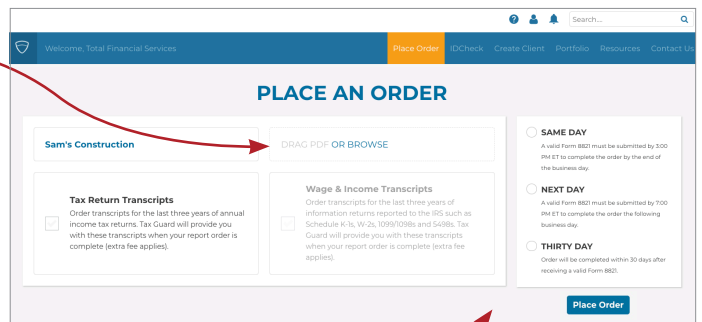 Search...
Welcome, Total Financial Services
Place Order
IDCheck
Create Client
Portfolio
Resources
Contact Us
PLACE AN ORDER
Sam's Construction
DRAG PDF OR BROWSE
Tax Return Transcripts
Order transcripts for the last three years of annual
income tax returns. Tax Guard will provide you
with these transcripts when your report order is
complete (extra fee applies).
Wage & Income Transcripts
Order transcripts for the last three years of
information returns reported to the IRS such as
Schedule K-1s, W-2s, 1099/1098s and 5498s. Tax
Guard will provide you with these transcripts
when your report order is complete (extra fee
applies).
SAME DAY
A valid Form 8821 must be submitted by 3:00
PM ET to complete the order by the end of
the business day.
NEXT DAY
A valid Form 8821 must be submitted by 7:00
PM ET to complete the order the following
business day.
THIRTY DAY
Order will be completed within 30 days after
receiving a valid Form 8821.
Place Order